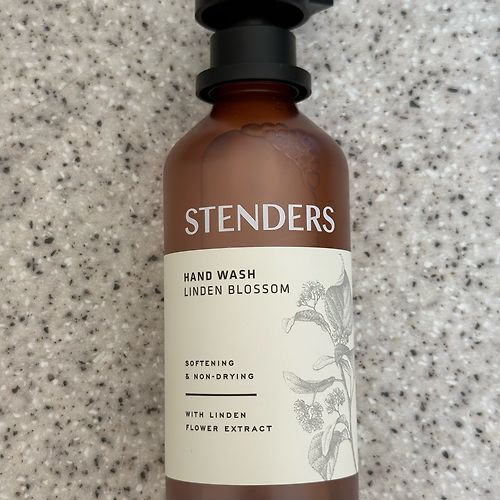 STENDERS
HAND WASH
LINDEN BLOSSOM
SOFTENING
& NON-DRYING
WITH LINDEN
FLOWER EXTRACT